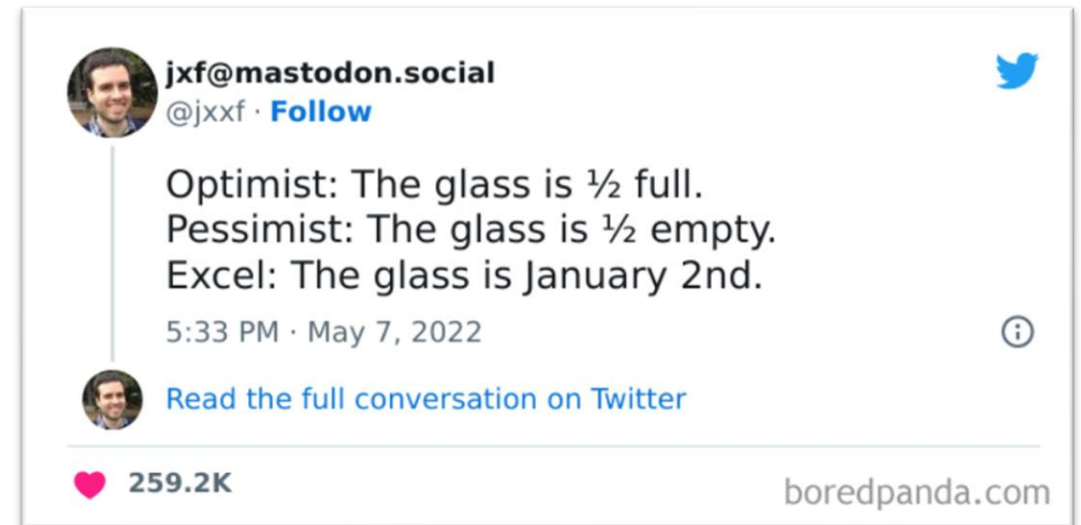 jxf@mastodon.social
@jxxf · Follow
Optimist: The glass is ½ full.
Pessimist: The glass is ½ empty.
Excel: The glass is January 2nd.
5:33 PM · May 7, 2022
Read the full conversation on Twitter
259.2K
boredpanda.com